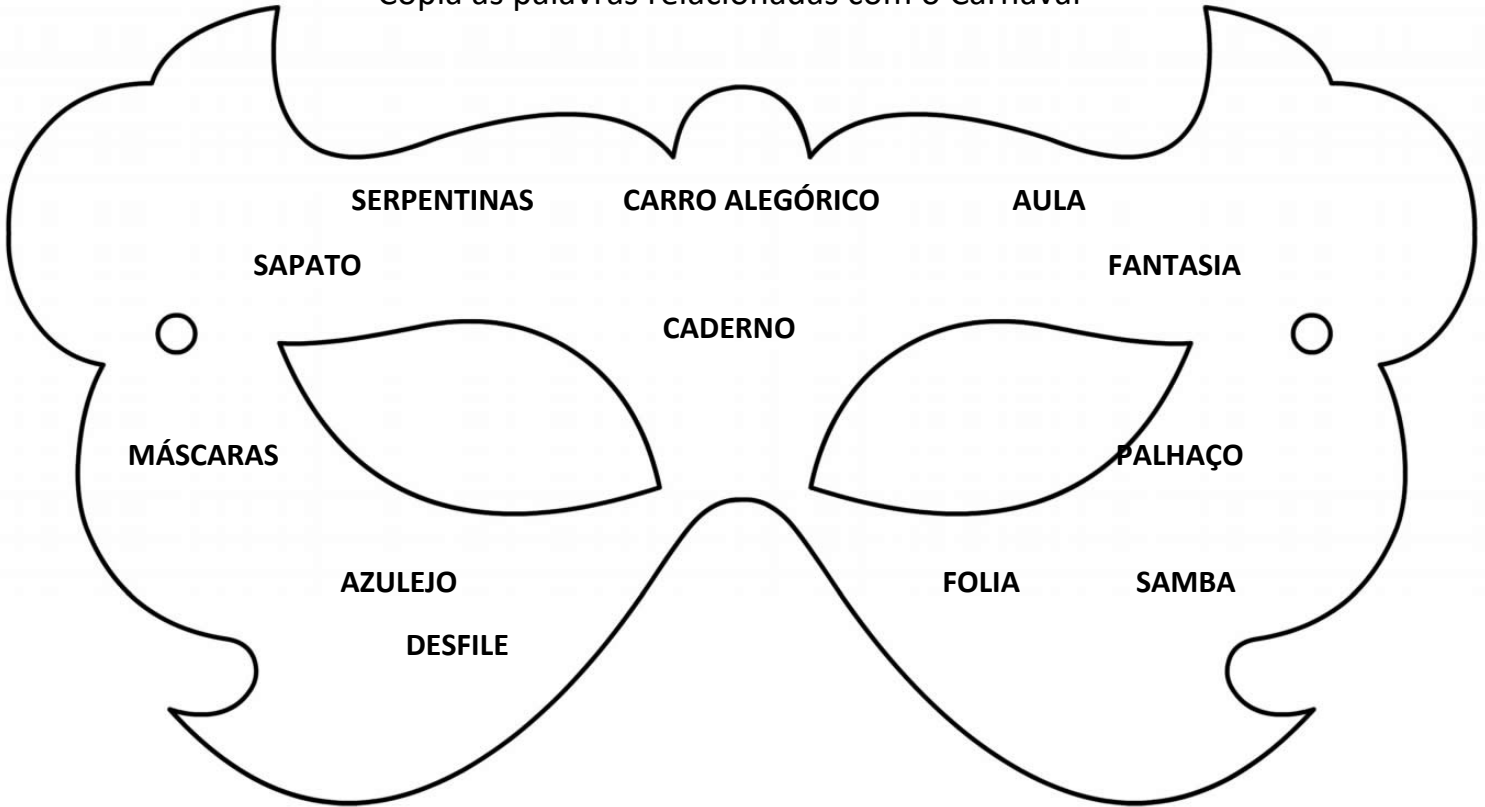 Copia as palavras relacionadas com o Carnaval
SERPENTINAS CARRO ALEGÓRICO AULA
SAPATO FANTASIA
CADERNO
MÁSCARAS PALHAÇO
AZULEJO FOLIA SAMBA
DESFILE